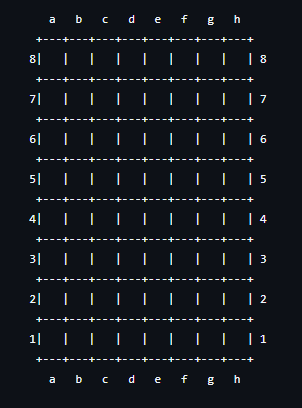 a   b   c   d   e   f   g   h
+---+---+---+---+---+---+---+---+
8|   |   |   |   |   |   |   |   | 8
+---+---+---+---+---+---+---+---+
7|   |   |   |   |   |   |   |   | 7
+---+---+---+---+---+---+---+---+
6|   |   |   |   |   |   |   |   | 6
+---+---+---+---+---+---+---+---+
5|   |   |   |   |   |   |   |   | 5
+---+---+---+---+---+---+---+---+
4|   |   |   |   |   |   |   |   | 4
+---+---+---+---+---+---+---+---+
3|   |   |   |   |   |   |   |   | 3
+---+---+---+---+---+---+---+---+
2|   |   |   |   |   |   |   |   | 2
+---+---+---+---+---+---+---+---+
1|   |   |   |   |   |   |   |   | 1
+---+---+---+---+---+---+---+---+
  a   b   c   d   e   f   g   h